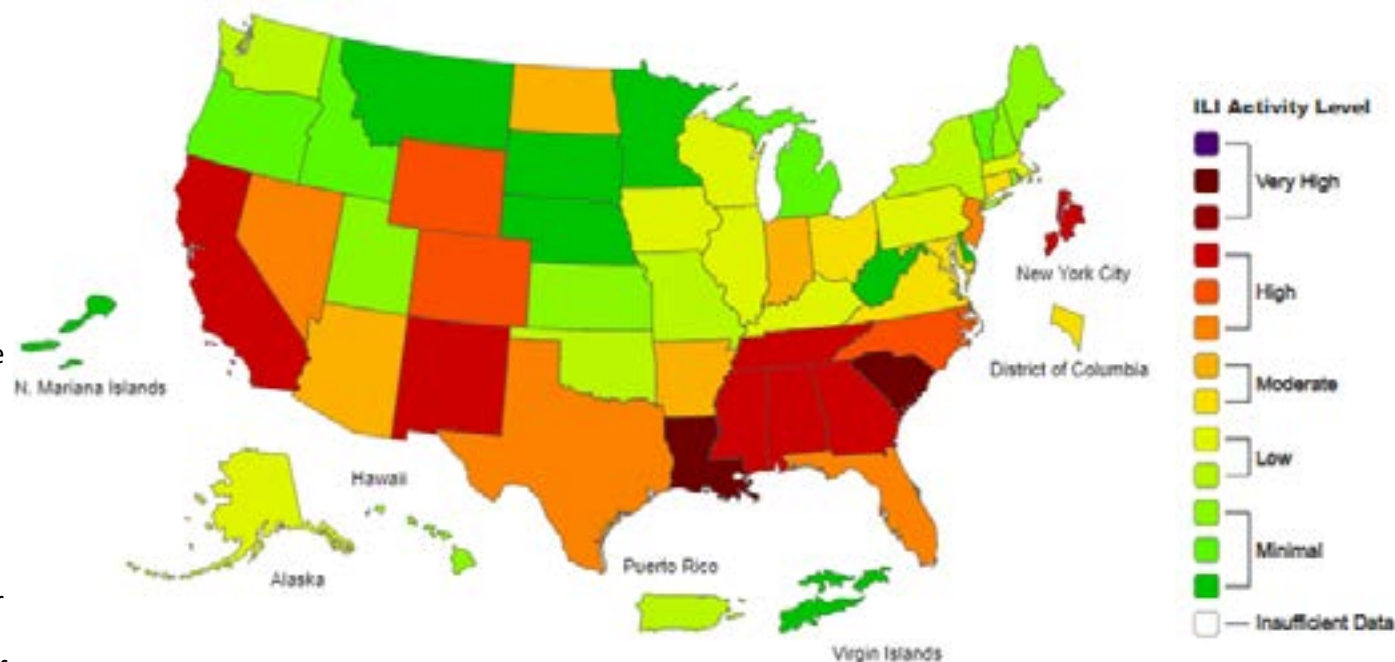 ILI Activity Level
Very High
High
Moderate
Low
Minimal
Insufficient Data
New York City
District of Columbia
N. Mariana Islands
Hawaii
Alaska
Puerto Rico
Virgin Islands